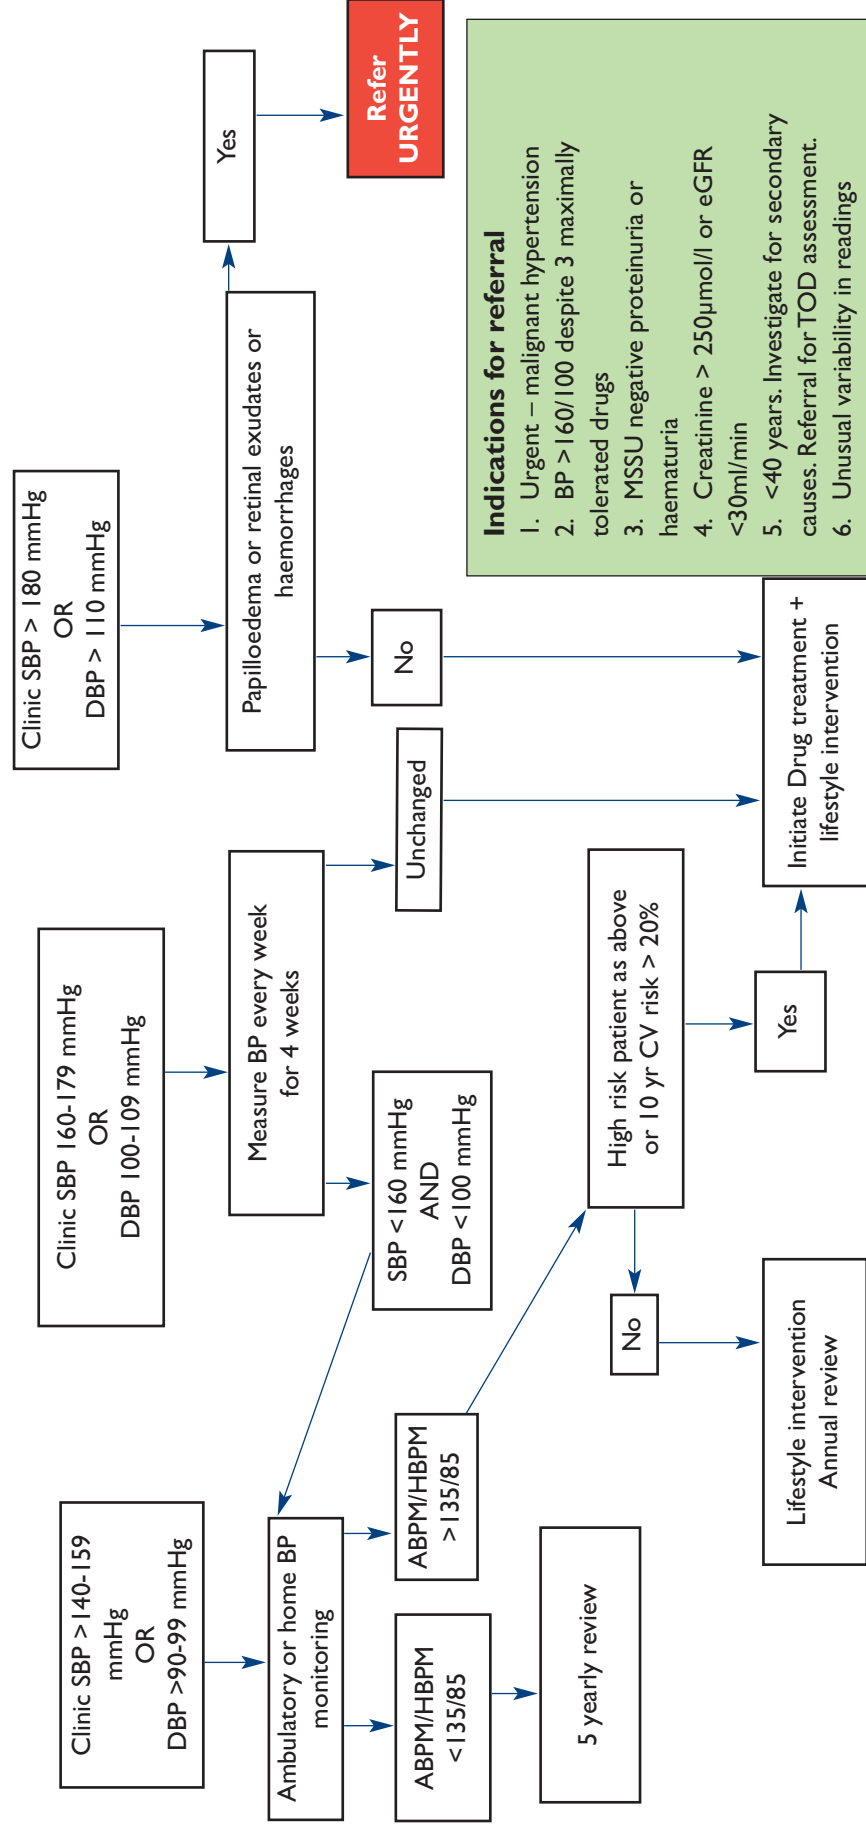 Clinic SBP >140-159
mmHg
OR
DBP >90-99 mmHg
Clinic SBP 160-179 mmHg
OR
DBP 100-109 mmHg
Clinic SBP > 180 mmHg
OR
DBP > 110 mmHg
Ambulatory or home BP
monitoring
Measure BP every week
for 4 weeks
Papilloedema or retinal exudates or
haemorrhages
Yes
Refer
URGENTLY
ABPM/HBPM
<135/85
ABPM/HBPM
>135/85
SBP <160 mmHg
AND
DBP <100 mmHg
Unchanged
No
5 yearly review
High risk patient as above
or 10 yr CV risk > 20%
No
Yes
Lifestyle intervention
Annual review
Initiate Drug treatment +
lifestyle intervention
Indications for referral
1. Urgent – malignant hypertension
2. BP >160/100 despite 3 maximally
tolerated drugs
3. MSSU negative proteinuria or
haematuria
4. Creatinine > 250µmol/l or eGFR
<30ml/min
5. <40 years. Investigate for secondary
causes. Referral for TOD assessment.
6. Unusual variability in readings